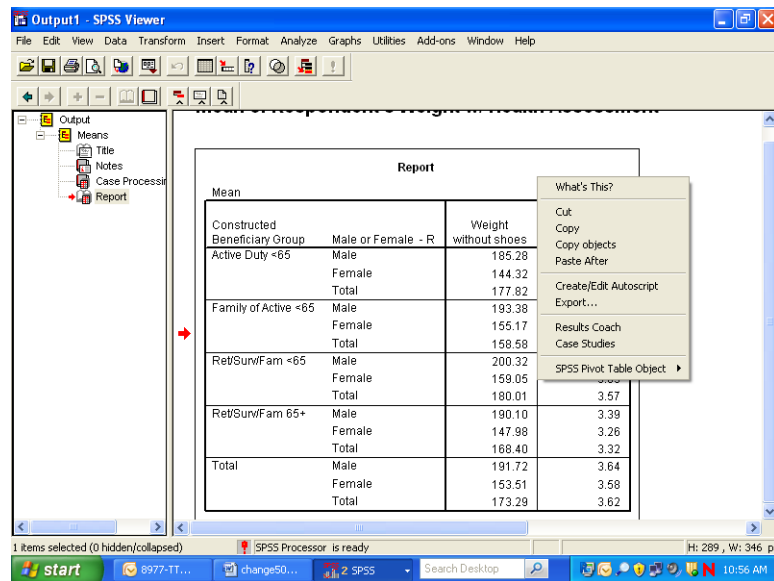 Output1 - SPSS Viewer
File Edit View Data Transform Insert Format Analyze Graphs Utilities Add-ons Window Help
Output
Means
Title
Notes
Case Processin
Report
Report
Mean
Constructed Beneficiary Group Male or Female - R Weight without shoes
Active Duty <65 Male 185.28
Female 144.32
Total 177.82
Family of Active <65 Male 193.38
Female 155.17
Total 158.58
Ret/Surv/Fam <65 Male 200.32
Female 159.05
Total 180.01 3.57
Ret/Surv/Fam 65+ Male 190.10 3.39
Female 147.98 3.26
Total 168.40 3.32
Total Male 191.72 3.64
Female 153.51 3.58
Total 173.29 3.62
What's This?
Cut
Copy
Copy objects
Paste After
Create/Edit Autoscript
Export...
Results Coach
Case Studies
SPSS Pivot Table Object
1 items selected (0 hidden/collapsed) SPSS Processor is ready H: 289 , W: 346 p
start 8977-TT... change50... 2 SPSS Search Desktop 10:56 AM